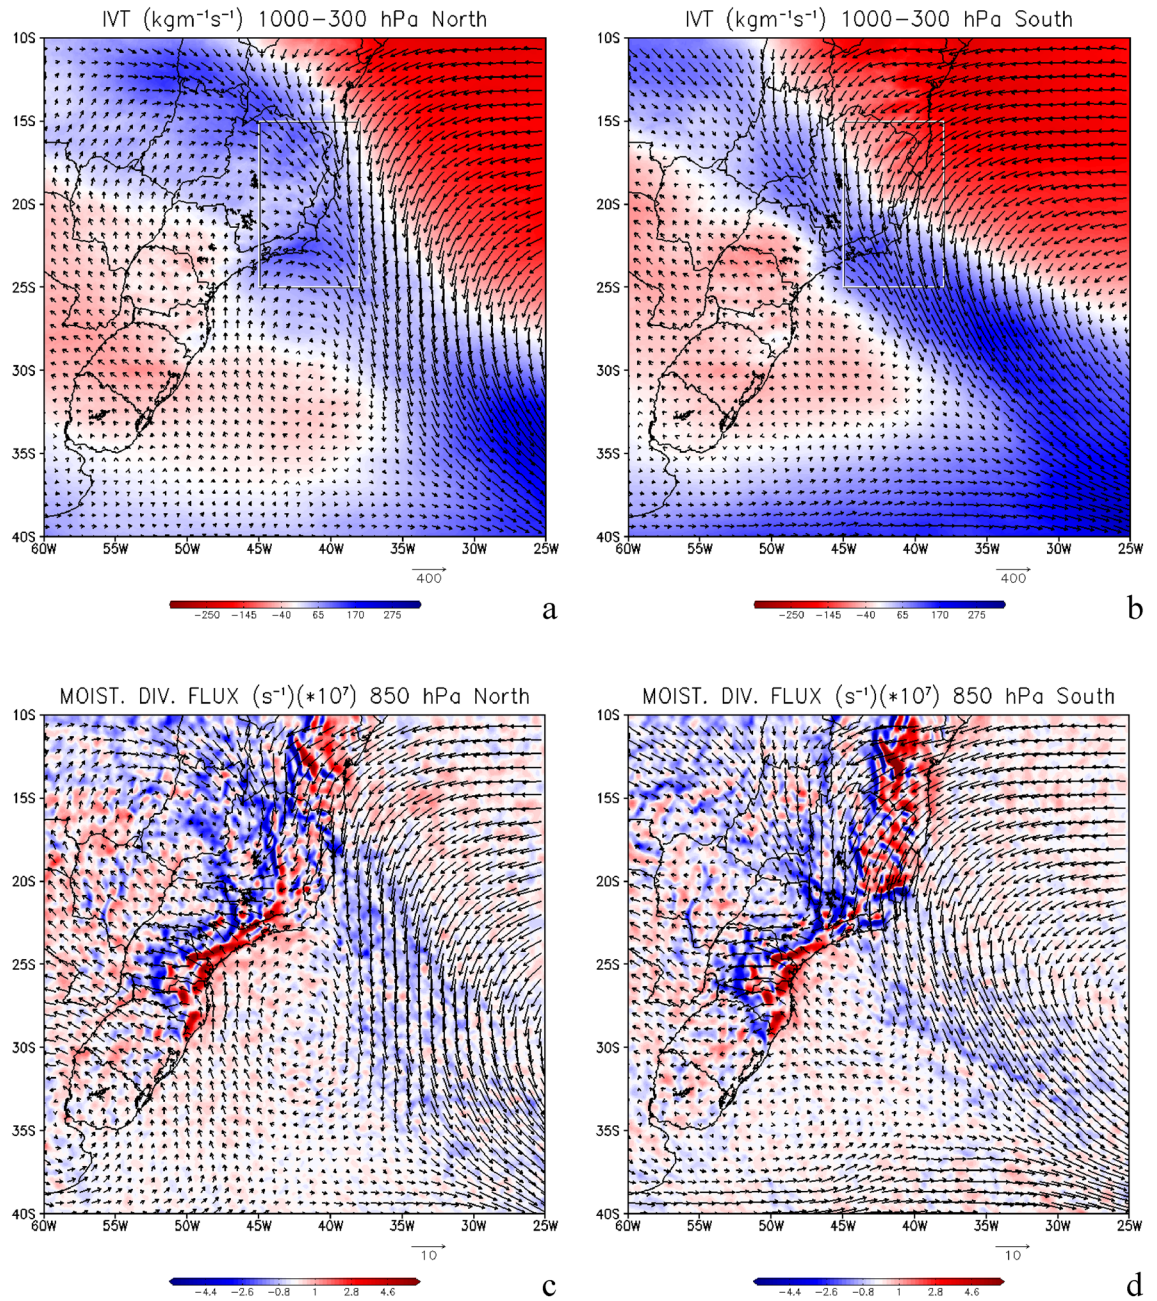 IVT (kgm⁻¹s⁻¹) 1000−300 hPa North
10S
15S
20S
25S
30S
35S
40S
60W 55W 50W 45W 40W 35W 30W 25W
400
−250 −145 −40 65 170 275
a
IVT (kgm⁻¹s⁻¹) 1000−300 hPa South
10S
15S
20S
25S
30S
35S
40S
60W 55W 50W 45W 40W 35W 30W 25W
400
−250 −145 −40 65 170 275
b
MOIST. DIV. FLUX (s⁻¹)(*10⁷) 850 hPa North
10S
15S
20S
25S
30S
35S
40S
60W 55W 50W 45W 40W 35W 30W 25W
10
−4.4 −2.6 −0.8 1 2.8 4.6
c
MOIST. DIV. FLUX (s⁻¹)(*10⁷) 850 hPa South
10S
15S
20S
25S
30S
35S
40S
60W 55W 50W 45W 40W 35W 30W 25W
10
−4.4 −2.6 −0.8 1 2.8 4.6
d